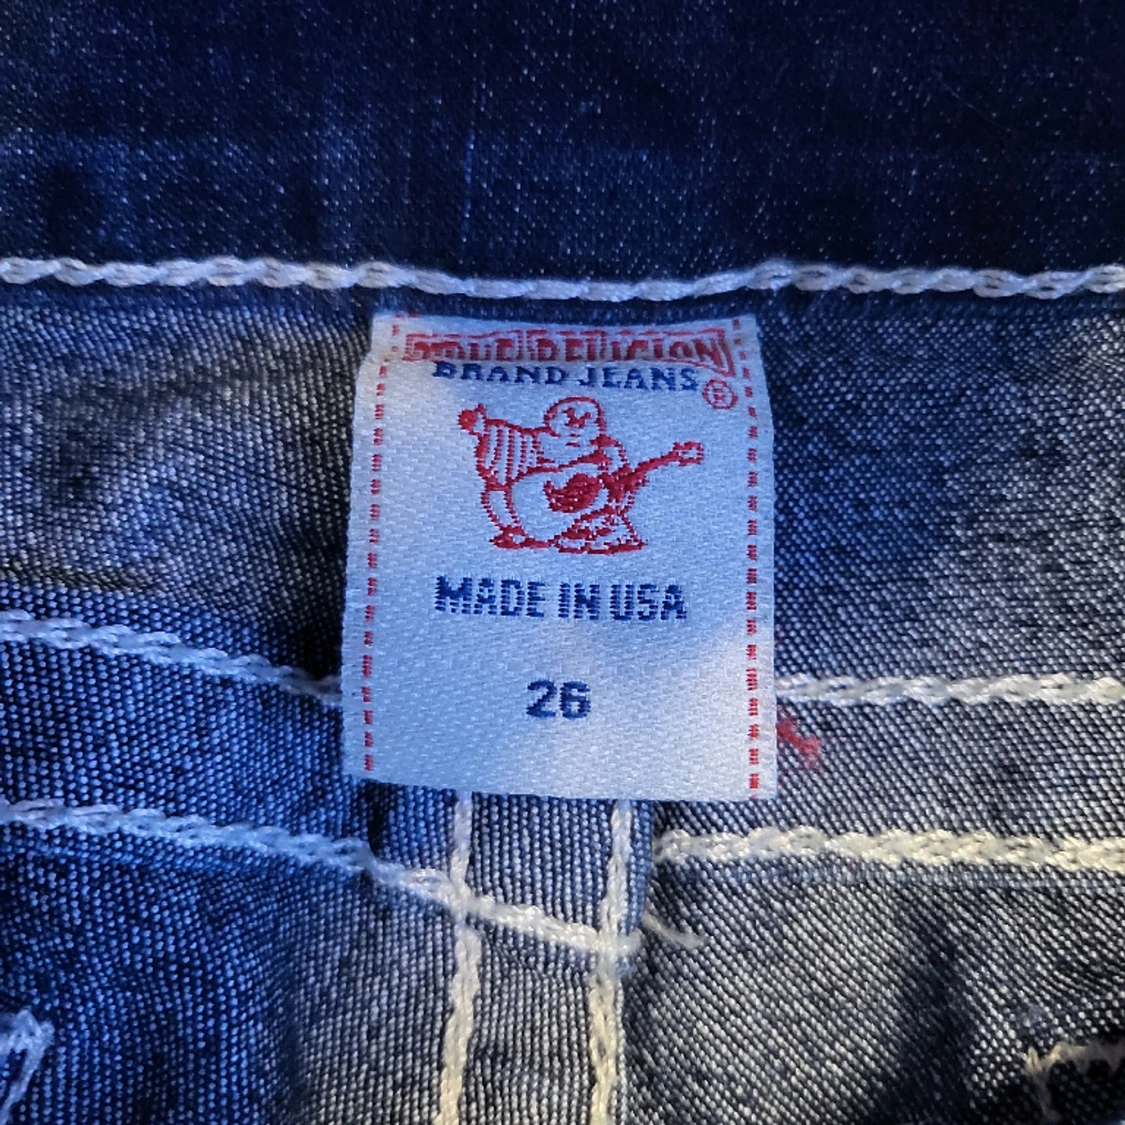 TRUE RELIGION
BRAND JEANS
®
MADE IN USA
26